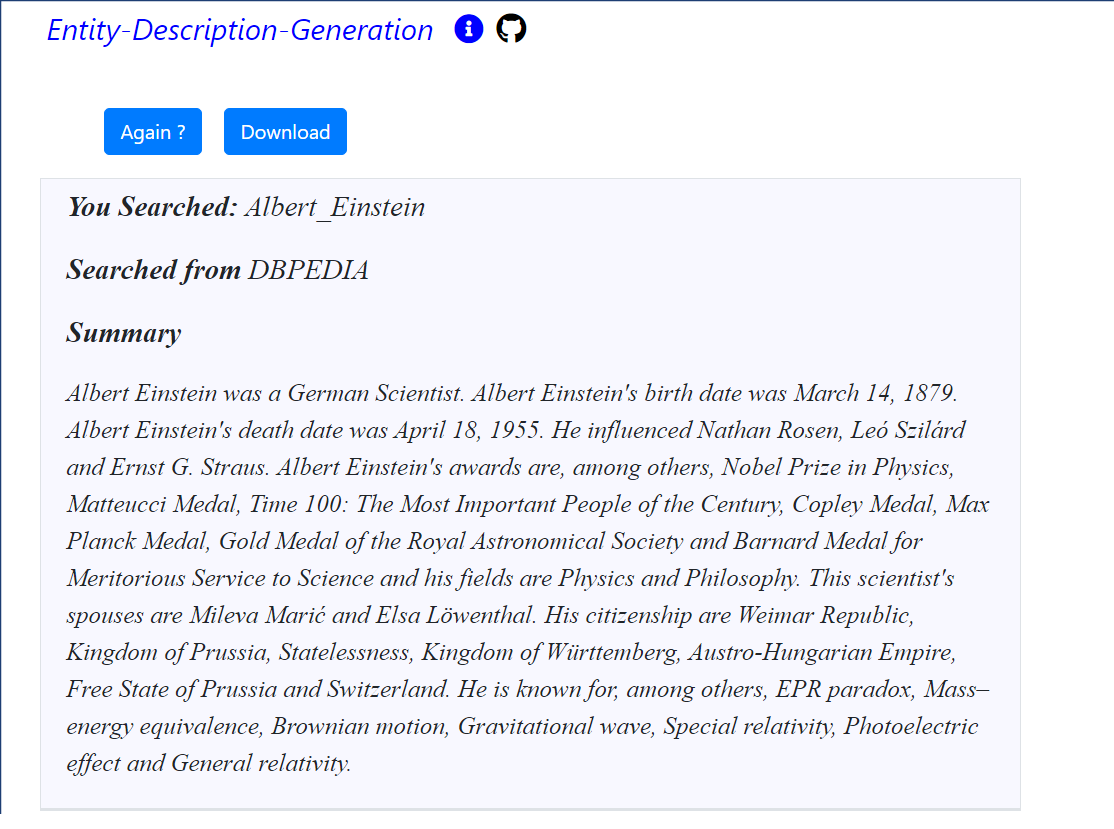 Entity-Description-Generation
Again ?
Download
You Searched: Albert_Einstein
Searched from DBPEDIA
Summary
Albert Einstein was a German Scientist. Albert Einstein's birth date was March 14, 1879.
Albert Einstein's death date was April 18, 1955. He influenced Nathan Rosen, Leó Szilárd
and Ernst G. Straus. Albert Einstein's awards are, among others, Nobel Prize in Physics,
Matteucci Medal, Time 100: The Most Important People of the Century, Copley Medal, Max
Planck Medal, Gold Medal of the Royal Astronomical Society and Barnard Medal for
Meritorious Service to Science and his fields are Physics and Philosophy. This scientist's
spouses are Mileva Marić and Elsa Löwenthal. His citizenship are Weimar Republic,
Kingdom of Prussia, Statelessness, Kingdom of Württemberg, Austro-Hungarian Empire,
Free State of Prussia and Switzerland. He is known for, among others, EPR paradox, Mass–
energy equivalence, Brownian motion, Gravitational wave, Special relativity, Photoelectric
effect and General relativity.